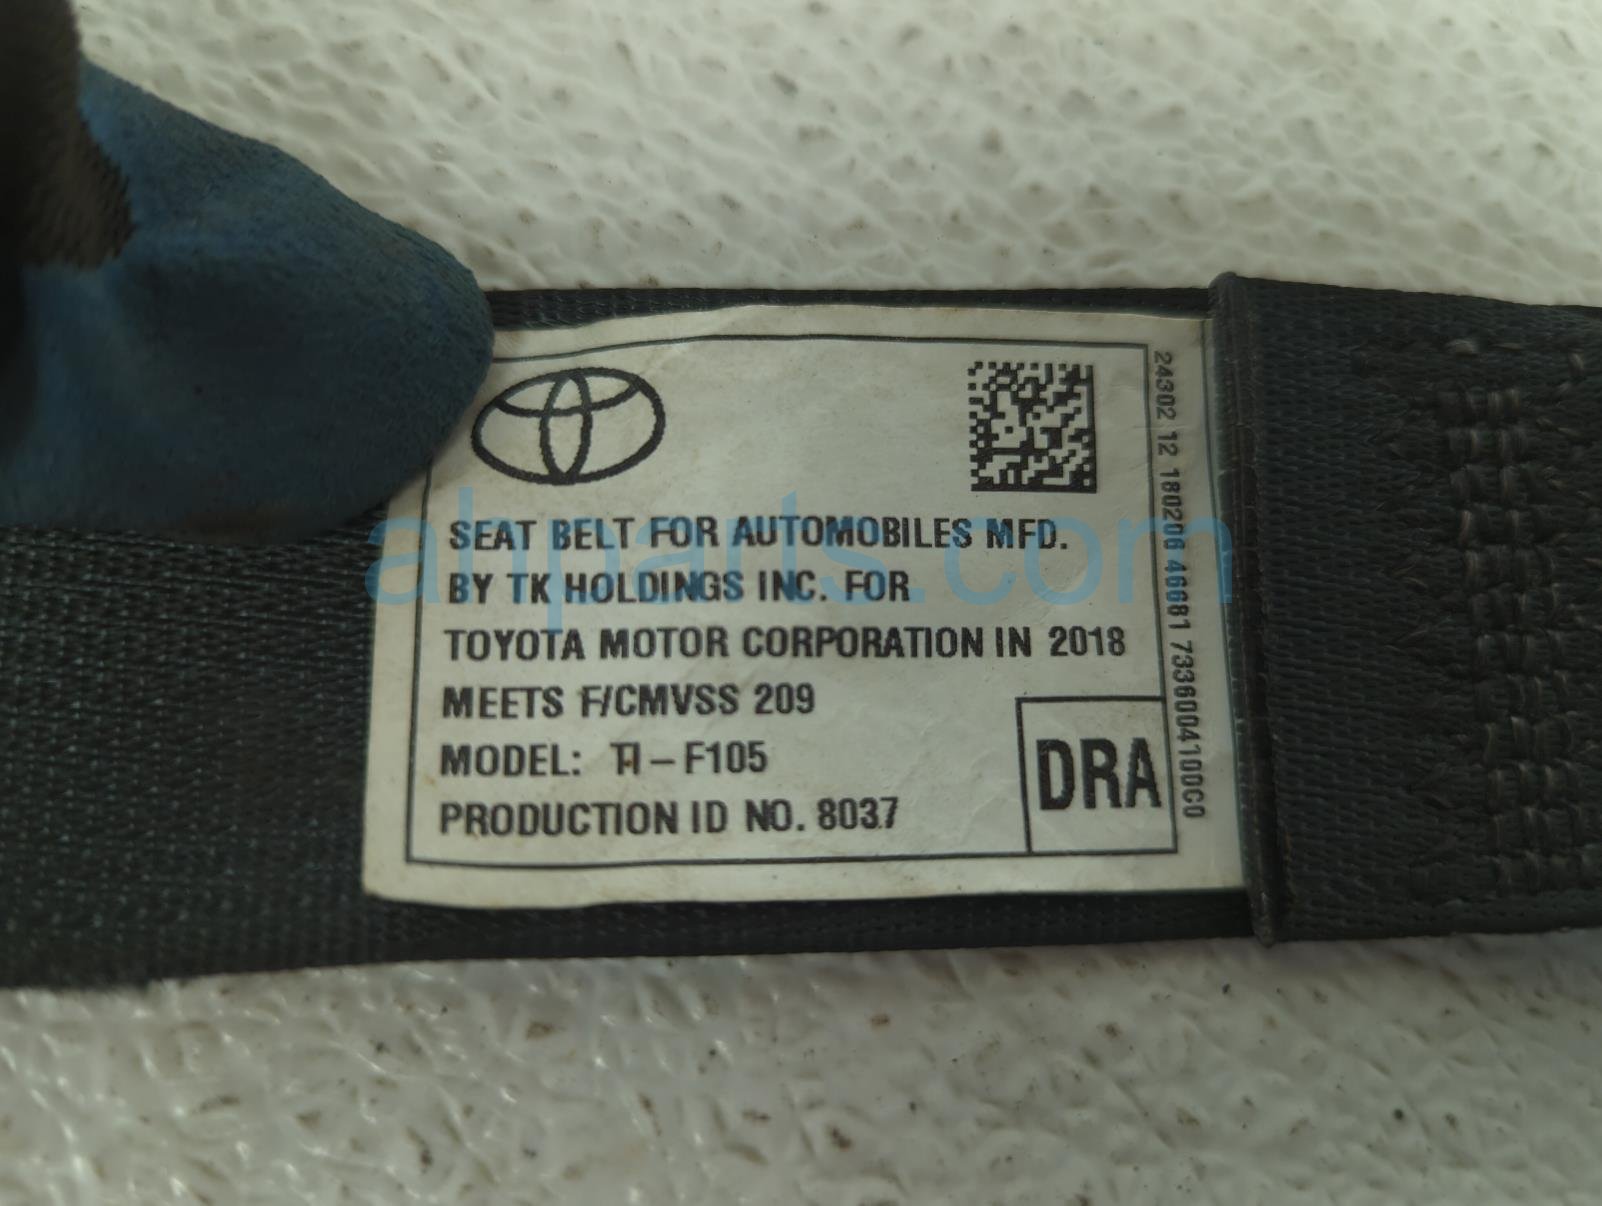 SEAT BELT FOR AUTOMOBILES MFD.
BY TK HOLDINGS INC. FOR
TOYOTA MOTOR CORPORATION IN 2018
MEETS F/CMVSS 209
MODEL: TI-F105
PRODUCTION ID NO. 8037
DRA
24302 12 180206 46681 7336004100C0
ahparts.com